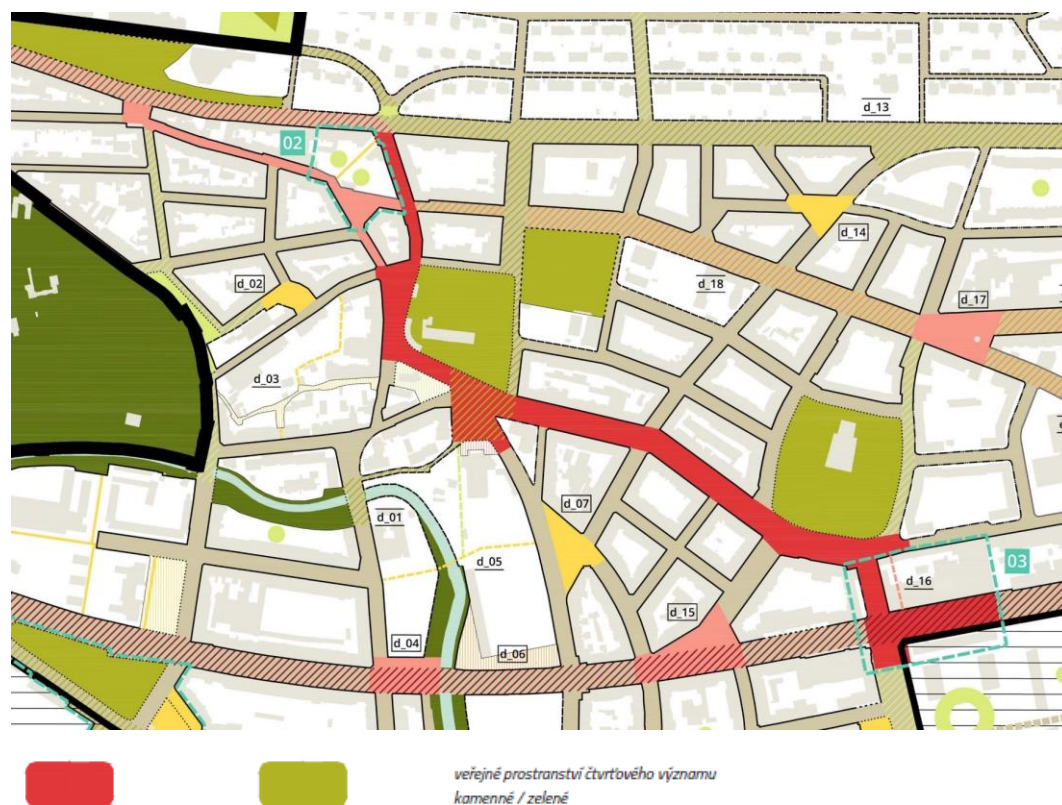 d_13
02
d_14
d_02
d_18
d_17
d_03
d_07
d_01
d_05
d_16
03
d_15
d_04
d_06
veřejné prostranství čtvrťového významu
kamenné / zelené